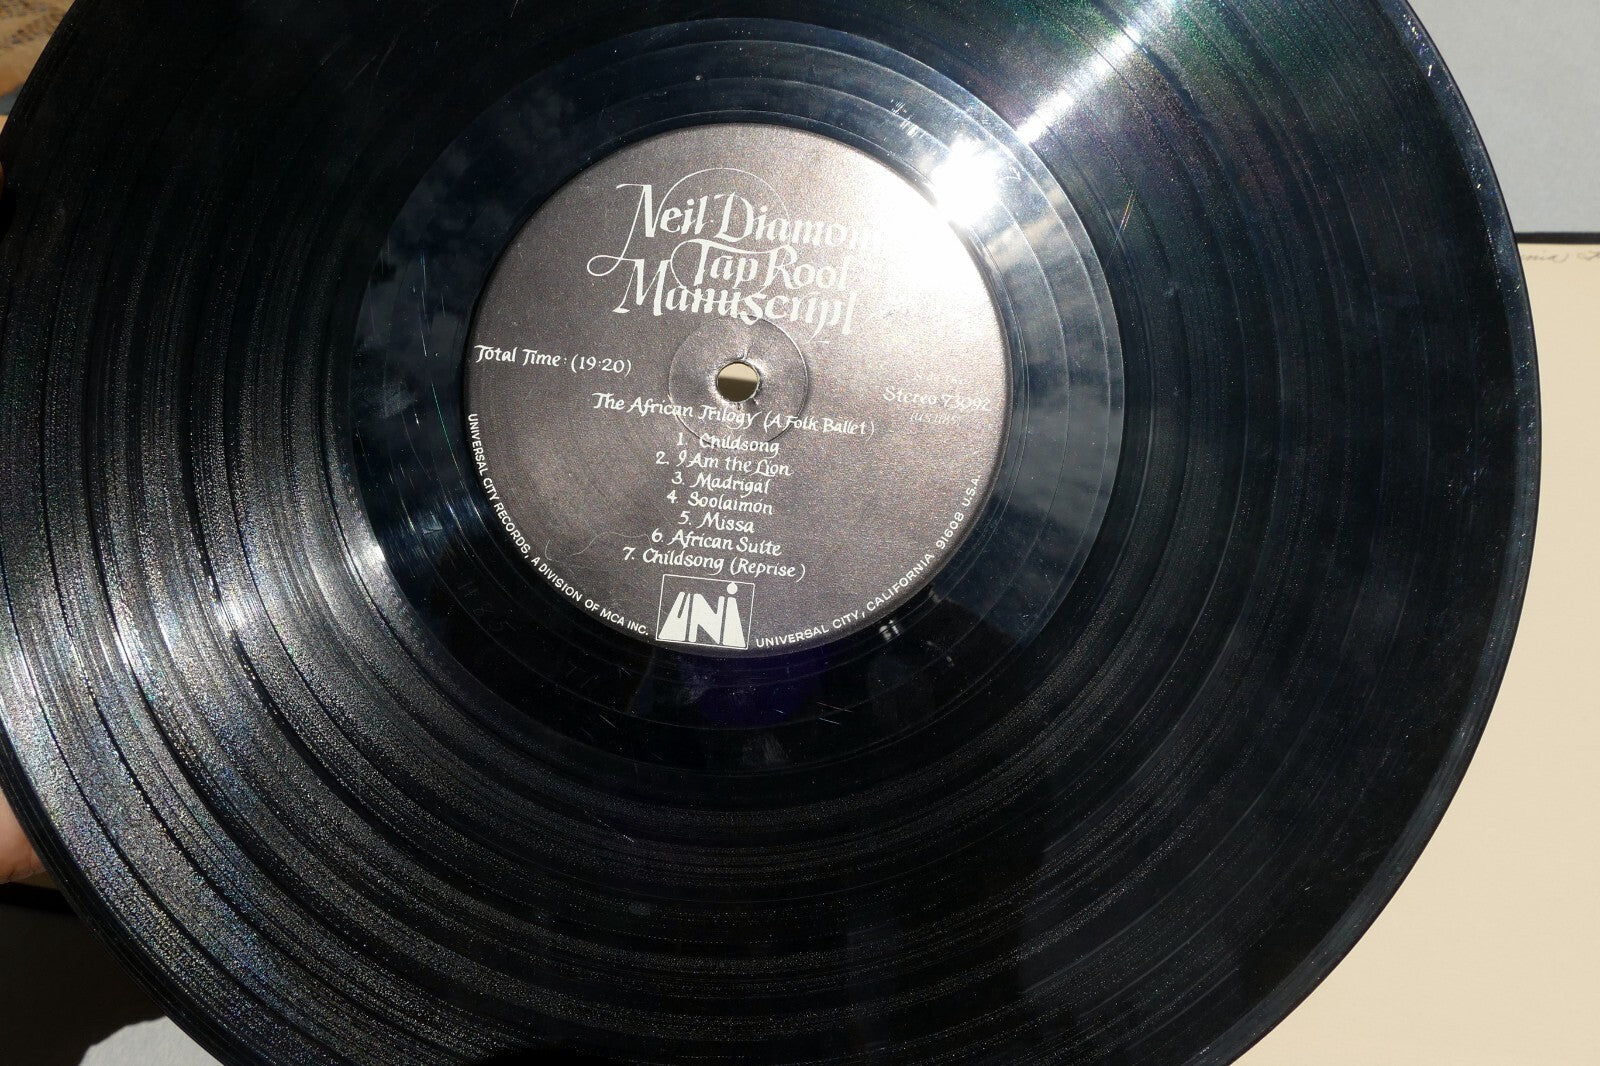 Neil Diamond
Tap Root
Manuscript
Total Time: (19:20)
Stereo 73092
The African Trilogy (A Folk Ballet)
1. Childsong
2. I Am the Lion
3. Madrigal
4. Soolaimon
5. Missa
6. African Suite
7. Childsong (Reprise)
UNi
UNIVERSAL CITY RECORDS, A DIVISION OF MCA INC.
UNIVERSAL CITY, CALIFORNIA 91608 U.S.A.